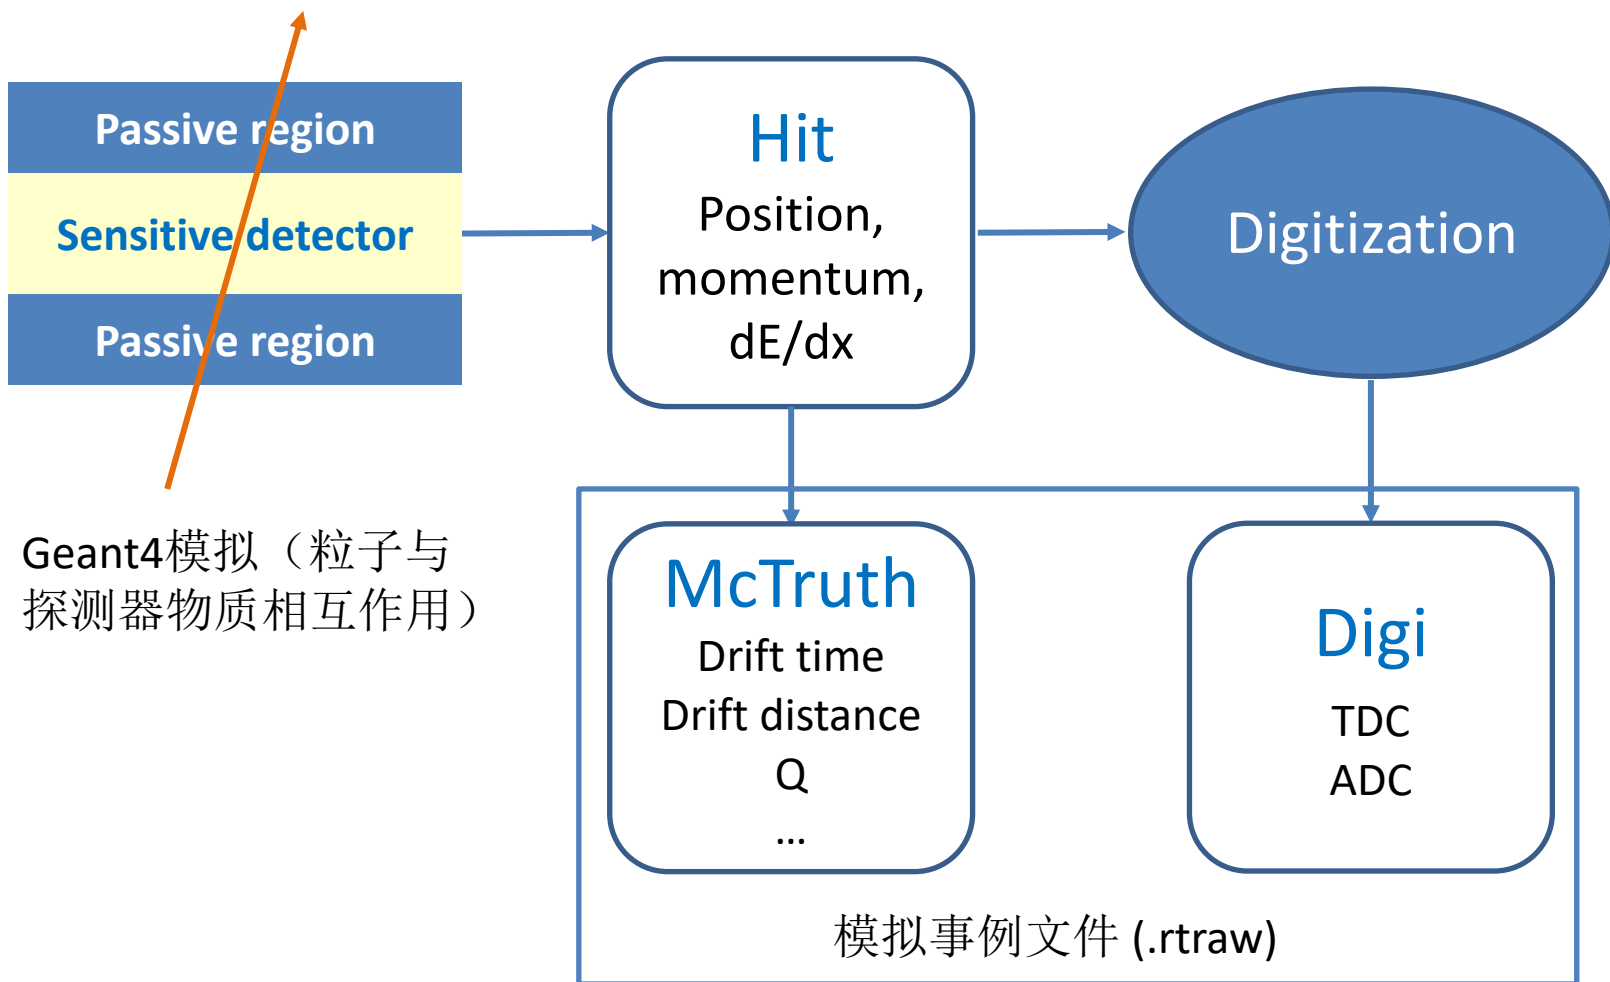 Passive region
Sensitive detector
Passive region
Geant4模拟（粒子与
探测器物质相互作用）
Hit
Position,
momentum,
dE/dx
Digitization
McTruth
Drift time
Drift distance
Q
...
Digi
TDC
ADC
模拟事例文件 (.rtraw)